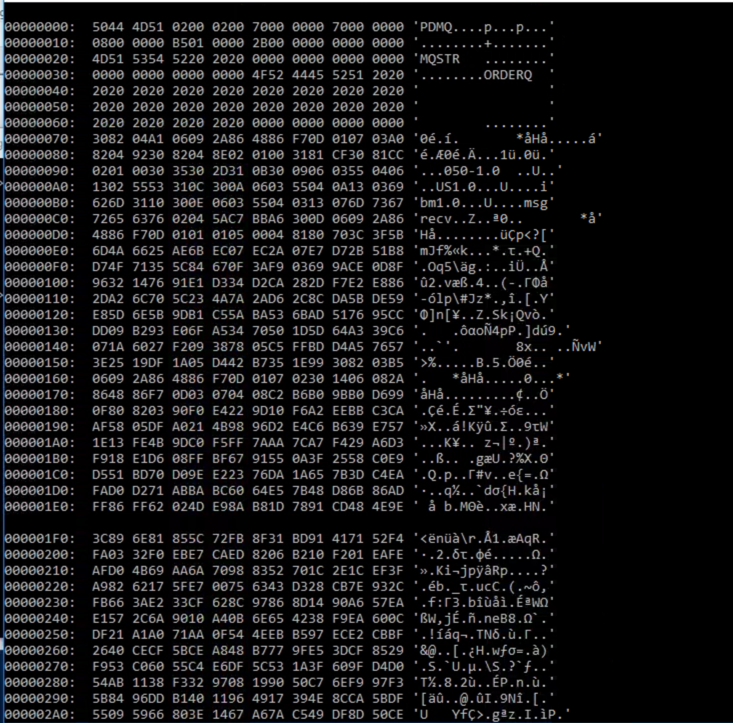 00000000: 5044 4D51 0200 0200 7000 0000 7000 0000 'PDMQ....p...p...'
00000010: 0800 0000 B501 0000 2B00 0000 0000 0000 '........+.......'
00000020: 4D51 5354 5220 2020 0000 0000 0000 0000 'MQSTR   ........'
00000030: 0000 0000 0000 0000 4F52 4445 5251 2020 '........ORDERQ  '
00000040: 2020 2020 2020 2020 2020 2020 2020 2020 '                '
00000050: 2020 2020 2020 2020 2020 2020 2020 2020 '                '
00000060: 2020 2020 2020 2020 0000 0000 0000 0000 '        ........'
00000070: 3082 04A1 0609 2A86 4886 F70D 0107 03A0 '0é.í.    *åHå.....á'
00000080: 8204 9230 8204 8E02 0100 3181 CF30 81CC 'é.Æ0é.Ä...1ü.0ü.'
00000090: 0201 0030 3530 2D31 0B30 0906 0355 0406 '...050-1.0  ..U..'
000000A0: 1302 5553 310C 300A 0603 5504 0A13 0369 '..US1.0...U....i'
000000B0: 626D 3110 300E 0603 5504 0313 076D 7367 'bm1.0...U....msg'
000000C0: 7265 6376 0204 5AC7 BBA6 300D 0609 2A86 'recv..Z..ª0..    *å'
000000D0: 4886 F70D 0101 0105 0004 8180 703C 3F5B 'Hå........üÇp<?['
000000E0: 6D4A 6625 AE6B EC07 EC2A 07E7 D72B 51B8 'mJf%«k...*.τ.+Q.'
000000F0: D74F 7135 5C84 670F 3AF9 0369 9ACE 0D8F '.Oq5\äg.:..iÜ..Å'
00000100: 9632 1476 91E1 D334 D2CA 282D F7E2 E886 'û2.væß.4..(-.ΓΦå'
00000110: 2DA2 6C70 5C23 4A7A 2AD6 2C8C DA5B DE59 '-ólp\#Jz*.,î.[.Y'
00000120: E85D 6E5B 9DB1 C55A BA53 6BAD 5176 95CC 'Φ]n[¥..Z.Sk¡Qvò.'
00000130: DD09 B293 E06F A534 7050 1D5D 64A3 39C6 '.    .ôαoÑ4pP.]dú9.'
00000140: 071A 6027 F209 3878 05C5 FFBD D4A5 7657 '..`'.    8x.. ..ÑvW'
00000150: 3E25 19DF 1A05 D442 B735 1E99 3082 03B5 '>%.....B.5.Ö0é..'
00000160: 0609 2A86 4886 F70D 0107 0230 1406 082A '.    *åHå.....0...*'
00000170: 8648 86F7 0D03 0704 08C2 B6B0 9BB0 D699 'åHå.........¢..Ö'
00000180: 0F80 8203 90F0 E422 9D10 F6A2 EEBB C3CA '.Çé.É.Σ"¥.÷óε...'
00000190: AF58 05DF A021 4B98 96D2 E4C6 B639 E757 '».X..á!Kÿû.Σ..9τW'
000001A0: 1E13 FE4B 9DC0 F5FF 7AAA 7CA7 F429 A6D3 '...K¥.. z¬|º.)ª.'
000001B0: F918 E1D6 08FF BF67 9155 0A3F 2558 C0E9 '..ß.. .gæU.?%X.Θ'
000001C0: D551 BD70 D09E E223 76DA 1A65 7B3D C4EA '.Q.p..Γ#v..e{=.Ω'
000001D0: FAD0 D271 ABBA BC60 64E5 7B48 D86B 86AD '·..q½..`dσ{H.kå¡'
000001E0: FF86 FF62 024D E98A B81D 7891 CD48 4E9E ' å b.MΘè..xæ.HN.'
000001F0: 3C89 6E81 855C 72FB 8F31 BD91 4171 52F4 '<ënüà\r.Å1.æAqR.'
00000200: FA03 32F0 EBE7 CAED 8206 B210 F201 EAFE '·.2.δτ.φé.....Ω.'
00000210: AFD0 4B69 AA6A 7098 8352 701C 2E1C EF3F '».Ki¬jpÿâRp....?'
00000220: A982 6217 5FE7 0075 6343 D328 CB7E 932C '.éb._τ.ucC.(.~ô,'
00000230: FB66 3AE2 33CF 628C 9786 8D14 90A6 57EA '.f:Γ3.bîùåì.ÉªWΩ'
00000240: E157 2C6A 9010 A40B 6E65 4238 F9EA 600C 'ßW,jÉ.ñ.neB8.Ω`.'
00000250: DF21 A1A0 71AA 0F54 4EEB B597 ECE2 CBBF '.!íáq¬.TNδ.ù.Γ..'
00000260: 2640 CECF 5BCE A848 B777 9FE5 3DCF 8529 '&@..[.¿H.wƒσ=.à)'
00000270: F953 C060 55C4 E6DF 5C53 1A3F 609F D4D0 '.S.`U.µ.\S.?`ƒ..'
00000280: 54AB 1138 F332 9708 1990 50C7 6EF9 97F3 'T½.8.2ù..ÉP.n.ù.'
00000290: 5B84 96DD B140 1196 4917 394E 8CCA 5BDF '[äû..@.ûI.9Nî.[.'
000002A0: 5509 5966 803E 1467 A67A C549 DF8D 50CE 'U    YfÇ>.gªz.I.ìP.'